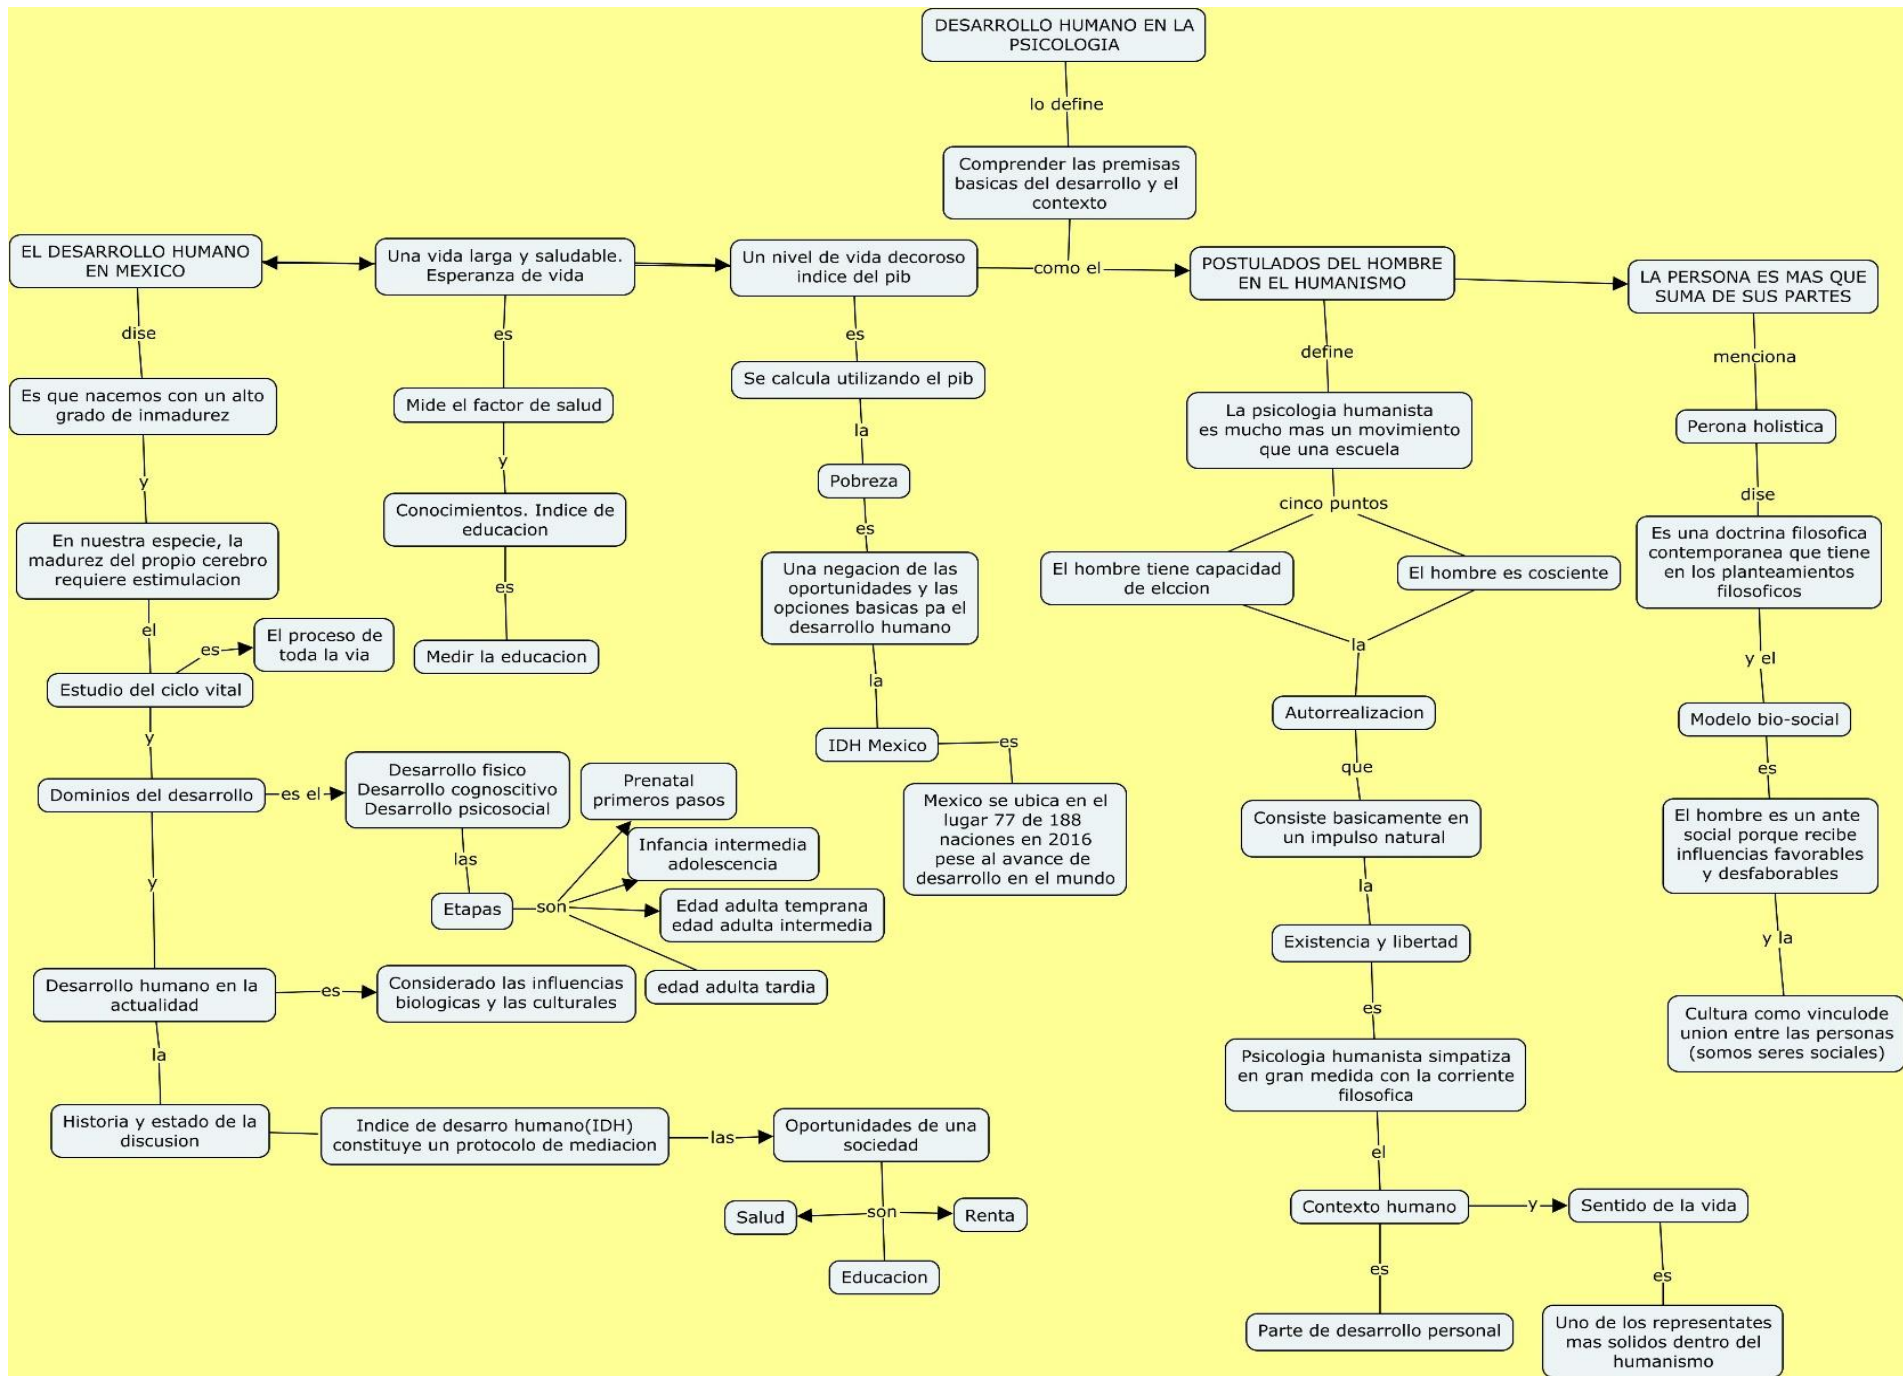 DESARROLLO HUMANO EN LA
PSICOLOGIA
lo define
Comprender las premisas
basicas del desarrollo y el
contexto
como el
EL DESARROLLO HUMANO
EN MEXICO
dise
Es que nacemos con un alto
grado de inmadurez
y
En nuestra especie, la
madurez del propio cerebro
requiere estimulacion
el
Estudio del ciclo vital
es
El proceso de
toda la via
y
Dominios del desarrollo
es el
Desarrollo fisico
Desarrollo cognoscitivo
Desarrollo psicosocial
las
Etapas
son
Prenatal
primeros pasos
Infancia intermedia
adolescencia
Edad adulta temprana
edad adulta intermedia
edad adulta tardia
y
Desarrollo humano en la
actualidad
es
Considerado las influencias
biologicas y las culturales
la
Historia y estado de la
discusion
Indice de desarro humano(IDH)
constituye un protocolo de mediacion
las
Oportunidades de una
sociedad
son
Salud
Renta
Educacion
Una vida larga y saludable.
Esperanza de vida
es
Mide el factor de salud
y
Conocimientos. Indice de
educacion
es
Medir la educacion
Un nivel de vida decoroso
indice del pib
es
Se calcula utilizando el pib
la
Pobreza
es
Una negacion de las
oportunidades y las
opciones basicas pa el
desarrollo humano
la
IDH Mexico
es
Mexico se ubica en el
lugar 77 de 188
naciones en 2016
pese al avance de
desarrollo en el mundo
POSTULADOS DEL HOMBRE
EN EL HUMANISMO
define
La psicologia humanista
es mucho mas un movimiento
que una escuela
cinco puntos
El hombre tiene capacidad
de elccion
El hombre es cosciente
la
Autorrealizacion
que
Consiste basicamente en
un impulso natural
la
Existencia y libertad
es
Psicologia humanista simpatiza
en gran medida con la corriente
filosofica
el
Contexto humano
y
Sentido de la vida
es
Parte de desarrollo personal
es
Uno de los representates
mas solidos dentro del
humanismo
LA PERSONA ES MAS QUE
SUMA DE SUS PARTES
menciona
Perona holistica
dise
Es una doctrina filosofica
contemporanea que tiene
en los planteamientos
filosoficos
y el
Modelo bio-social
es
El hombre es un ante
social porque recibe
influencias favorables
y desfaborables
y la
Cultura como vinculode
union entre las personas
(somos seres sociales)